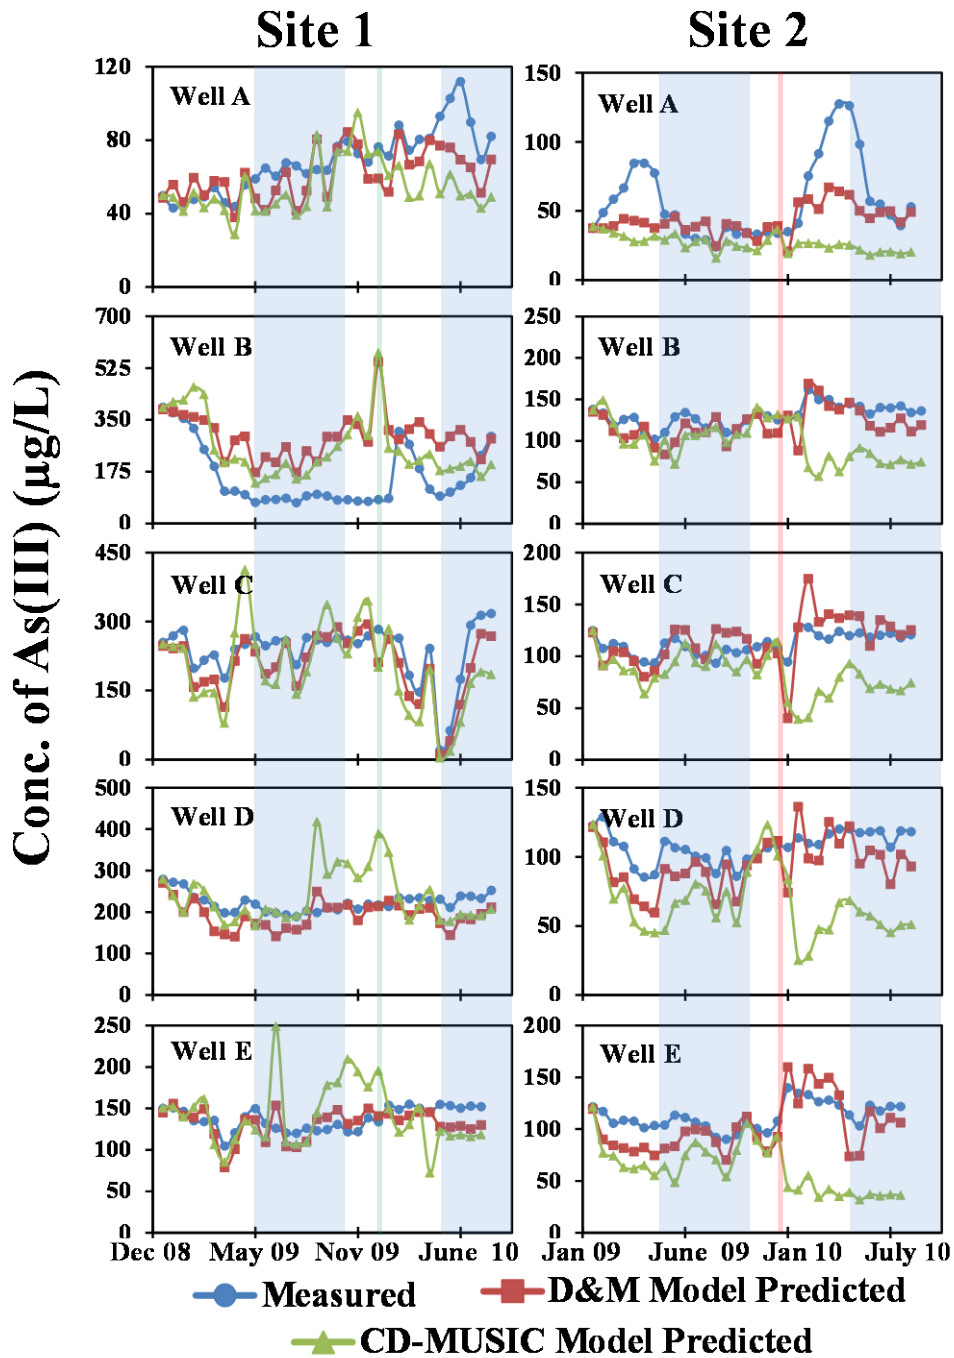 Site 1
Site 2
Conc. of As(III) (µg/L)
120
80
40
0
Well A
150
100
50
0
Well A
700
525
350
175
0
Well B
250
200
150
100
50
0
Well B
450
300
150
0
Well C
200
150
100
50
0
Well C
500
400
300
200
100
0
Well D
150
100
50
0
Well D
250
200
150
100
50
0
Well E
200
150
100
50
0
Well E
Dec 08 May 09 Nov 09 June 10
Jan 09 June 09 Jan 10 July 10
Measured D&M Model Predicted
CD-MUSIC Model Predicted